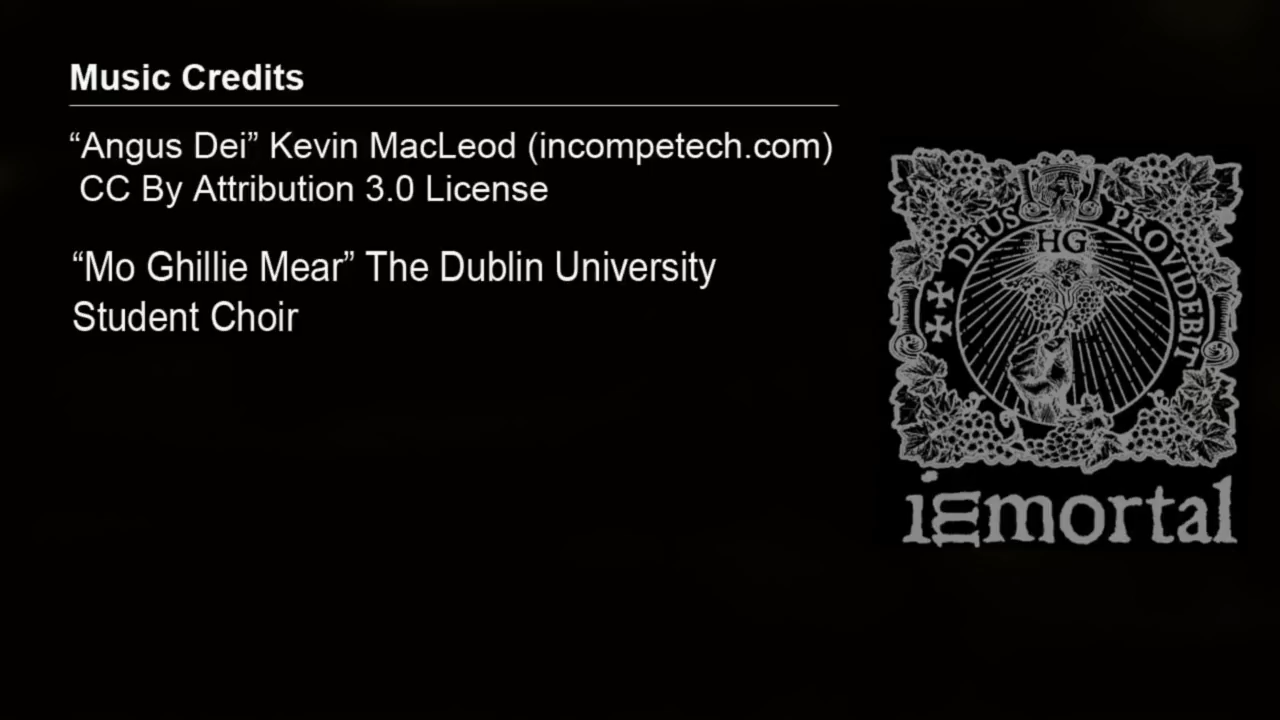 Music Credits
“Angus Dei” Kevin MacLeod (incompetech.com)
CC By Attribution 3.0 License
“Mo Ghillie Mear” The Dublin University
Student Choir
DEUS PROVIDEBIT
HG
immortal